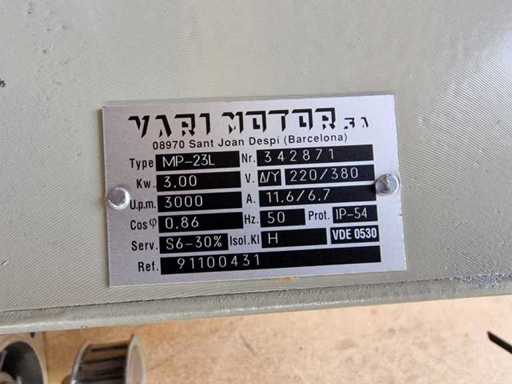 VARI MOTOR SA
08970 Sant Joan Despi (Barcelona)
Type MP-23L Nr. 342871
Kw. 3.00 V. Δ/Y 220/380
U.p.m. 3000 A. 11.6/6.7
Cosφ 0.86 Hz. 50 Prot. IP-54
Serv. S6-30% Isol.Kl H VDE 0530
Ref. 91100431